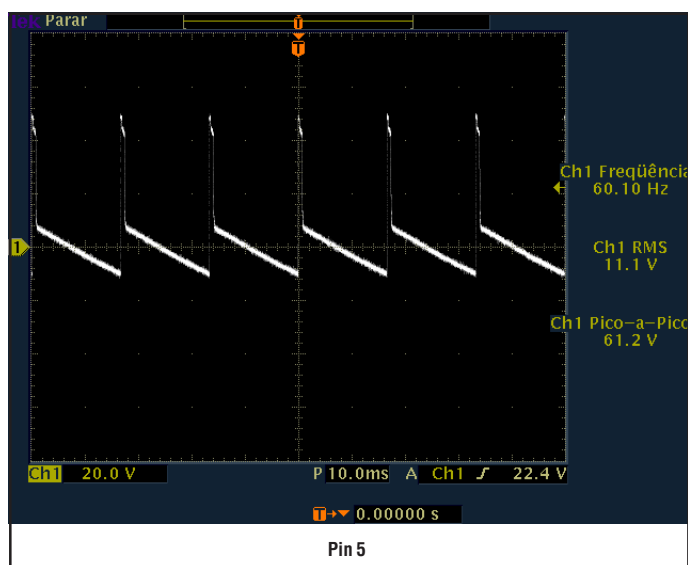 Tek Parar
T
T
Ch1 Freqüência
60.10 Hz
1
Ch1 RMS
11.1 V
Ch1 Pico-a-Pico
61.2 V
Ch1 20.0 V P 10.0ms A Ch1 ƒ 22.4 V
T→▼ 0.00000 s
Pin 5